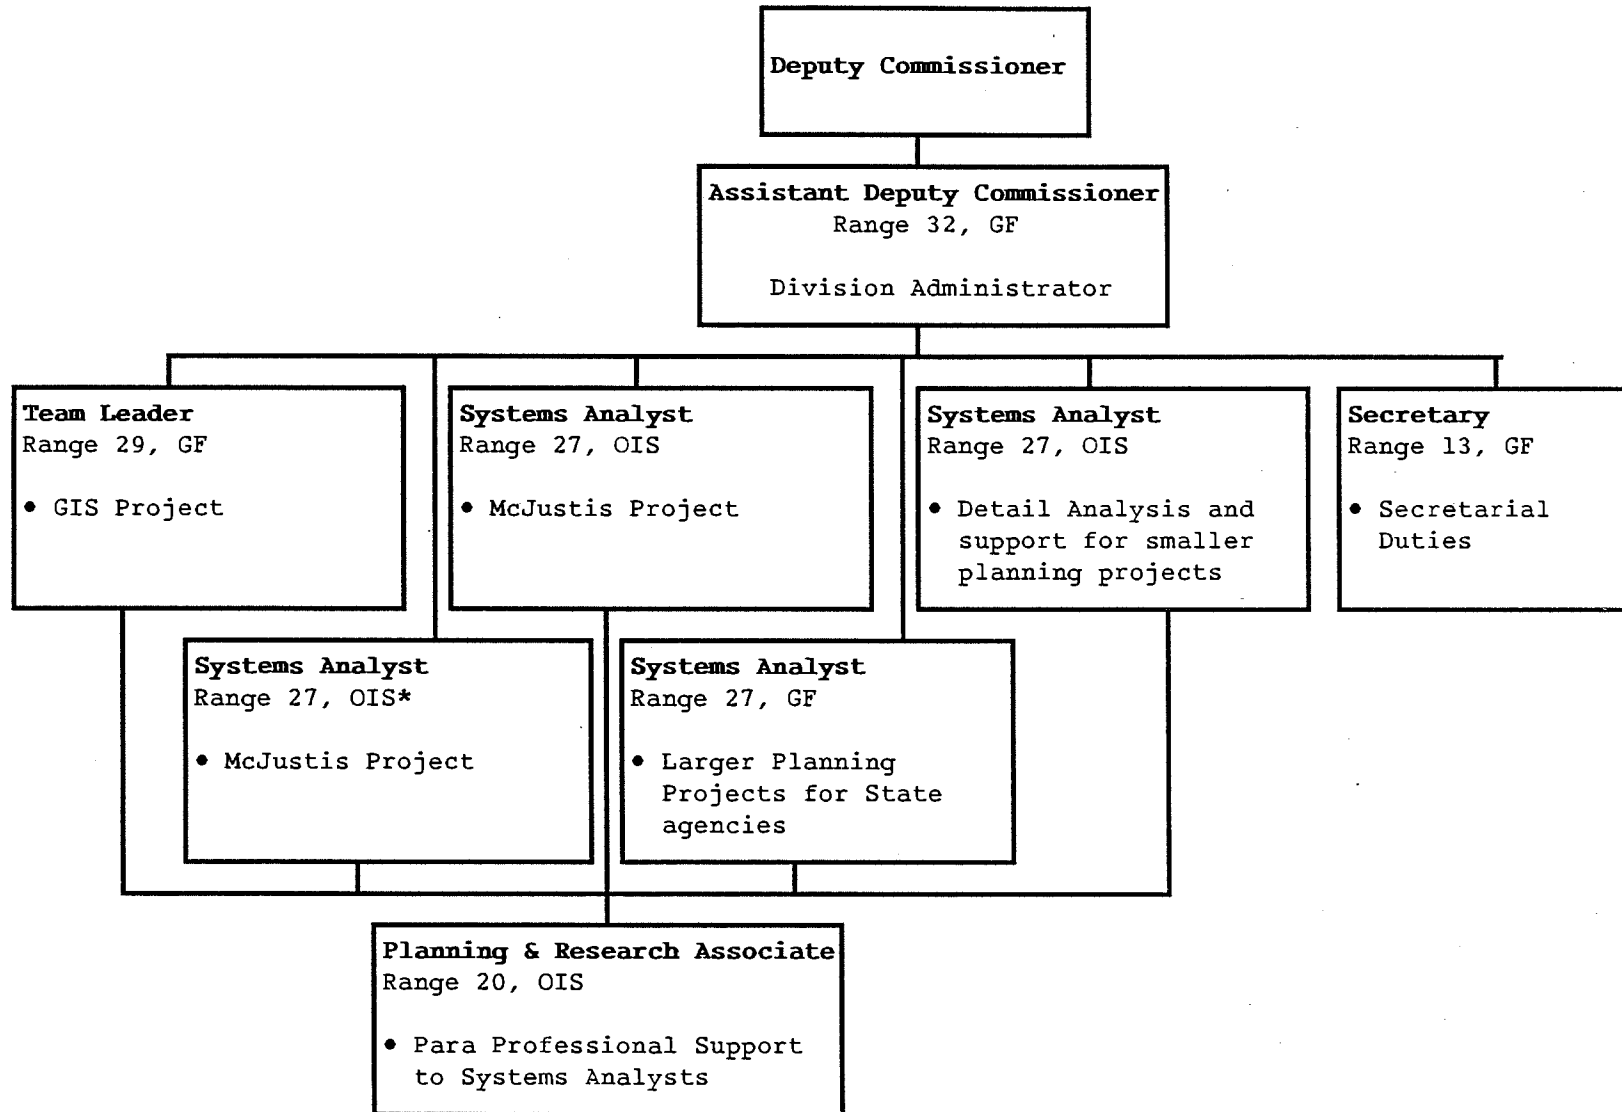 Deputy Commissioner
Assistant Deputy Commissioner
Range 32, GF
Division Administrator
Team Leader
Range 29, GF
• GIS Project
Systems Analyst
Range 27, OIS
• McJustis Project
Systems Analyst
Range 27, OIS
• Detail Analysis and
support for smaller
planning projects
Secretary
Range 13, GF
• Secretarial
Duties
Systems Analyst
Range 27, OIS*
• McJustis Project
Systems Analyst
Range 27, GF
• Larger Planning
Projects for State
agencies
Planning & Research Associate
Range 20, OIS
• Para Professional Support
to Systems Analysts